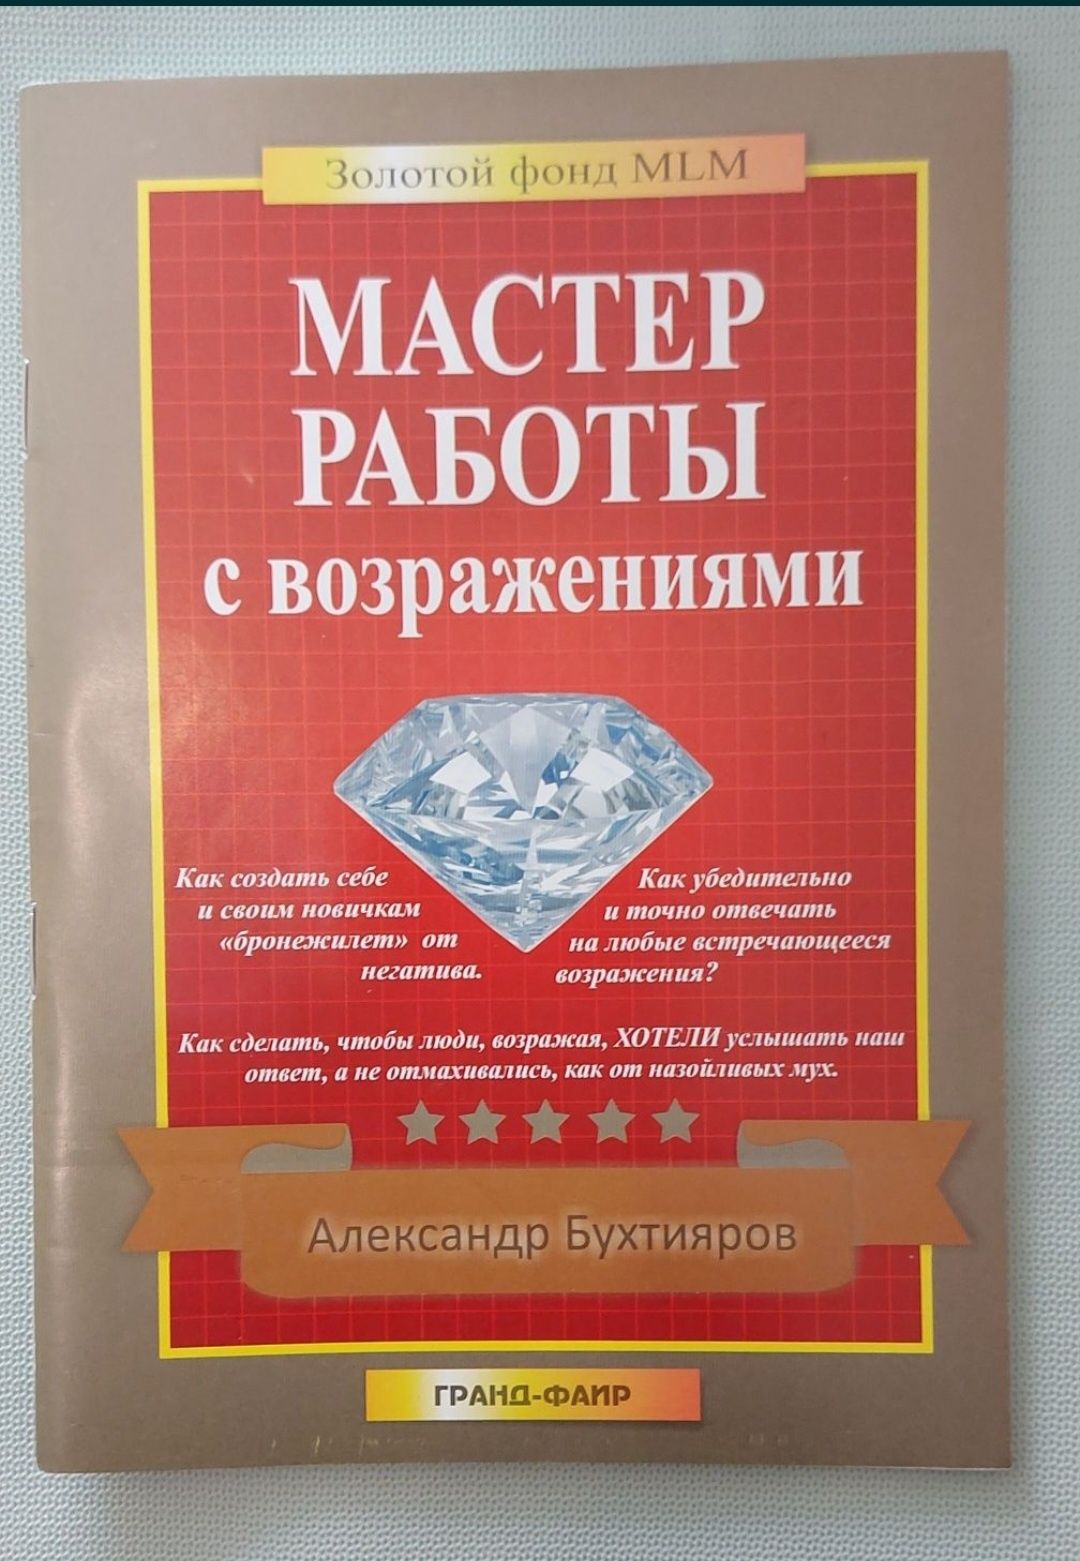 Золотой фонд MLM
МАСТЕР
РАБОТЫ
с возражениями
Как создать себе
и своим новичкам
«бронежилет» от
негатива.
Как убедительно
и точно отвечать
на любые встречающееся
возражения?
Как сделать, чтобы люди, возражая, ХОТЕЛИ услышать наш
ответ, а не отмахивались, как от назойливых мух.
Александр Бухтияров
ГРАНД-ФАИР